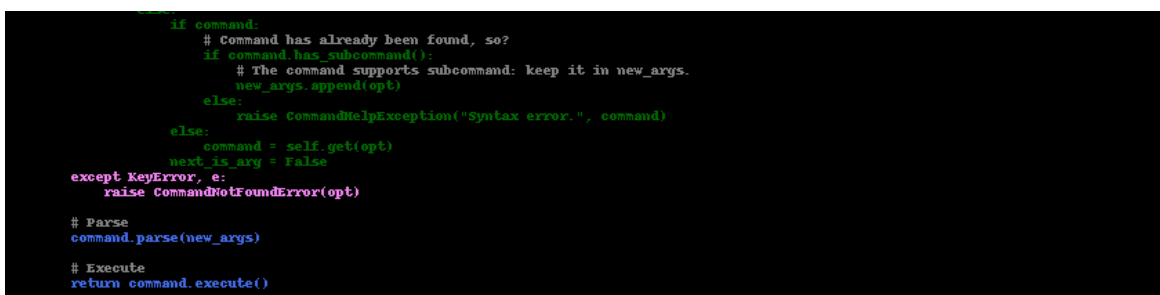 else:
if command:
# Command has already been found, so?
if command.has_subcommand():
# The command supports subcommand: keep it in new_args.
new_args.append(opt)
else:
raise CommandHelpException("Syntax error.", command)
else:
command = self.get(opt)
next_is_arg = False
except KeyError, e:
raise CommandNotFoundError(opt)
# Parse
command.parse(new_args)
# Execute
return command.execute()